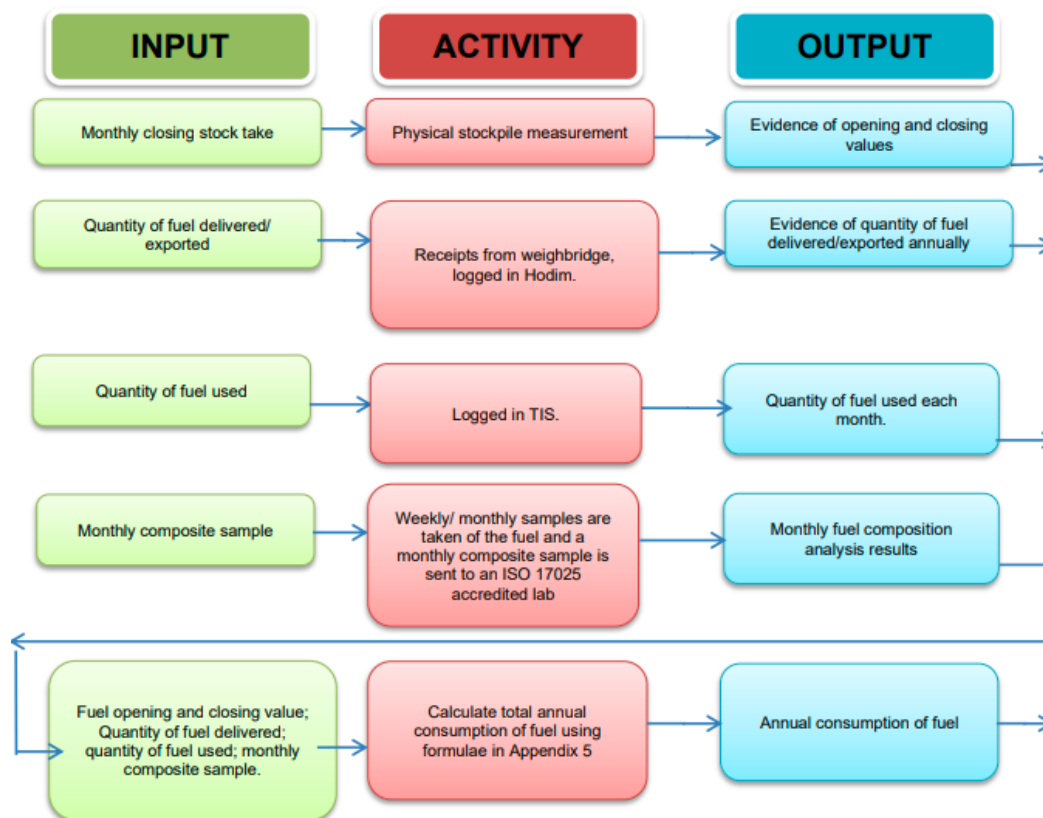 INPUT
ACTIVITY
OUTPUT
Monthly closing stock take
Physical stockpile measurement
Evidence of opening and closing
values
Quantity of fuel delivered/
exported
Receipts from weighbridge,
logged in Hodim.
Evidence of quantity of fuel
delivered/exported annually
Quantity of fuel used
Logged in TIS.
Quantity of fuel used each
month.
Monthly composite sample
Weekly/ monthly samples are
taken of the fuel and a
monthly composite sample is
sent to an ISO 17025
accredited lab
Monthly fuel composition
analysis results
Fuel opening and closing value;
Quantity of fuel delivered;
quantity of fuel used; monthly
composite sample.
Calculate total annual
consumption of fuel using
formulae in Appendix 5
Annual consumption of fuel